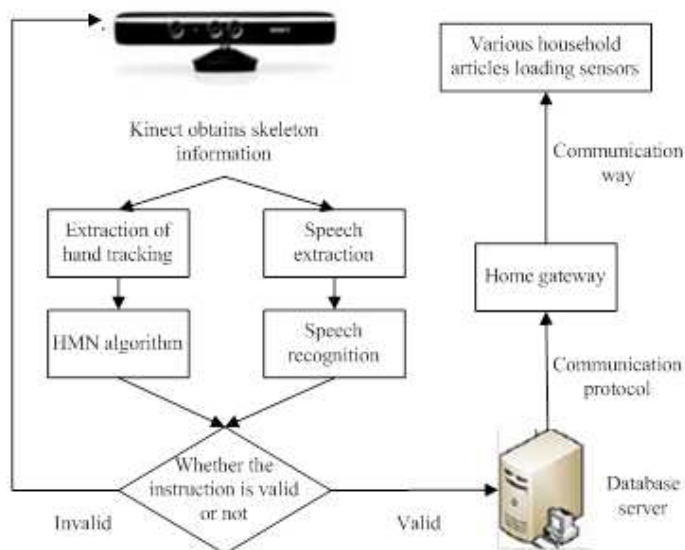 Kinect obtains skeleton
information
Extraction of
hand tracking
Speech
extraction
HMN algorithm
Speech
recognition
Whether the
instruction is valid
or not
Invalid
Valid
Various household
articles loading sensors
Communication
way
Home gateway
Communication
protocol
Database
server